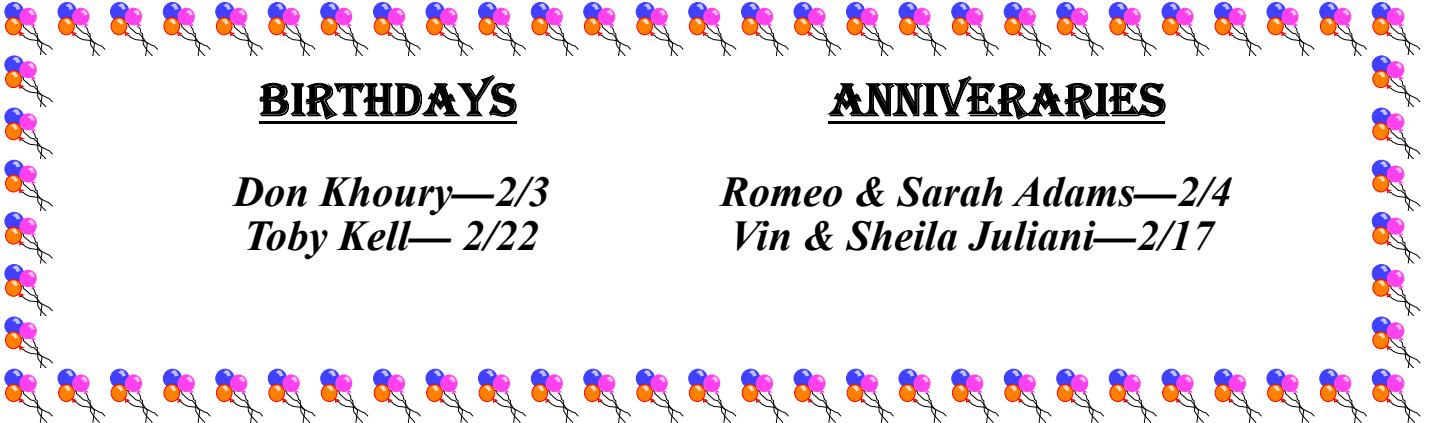 BIRTHDAYS
Don Khoury—2/3
Toby Kell— 2/22
ANNIVERARIES
Romeo & Sarah Adams—2/4
Vin & Sheila Juliani—2/17